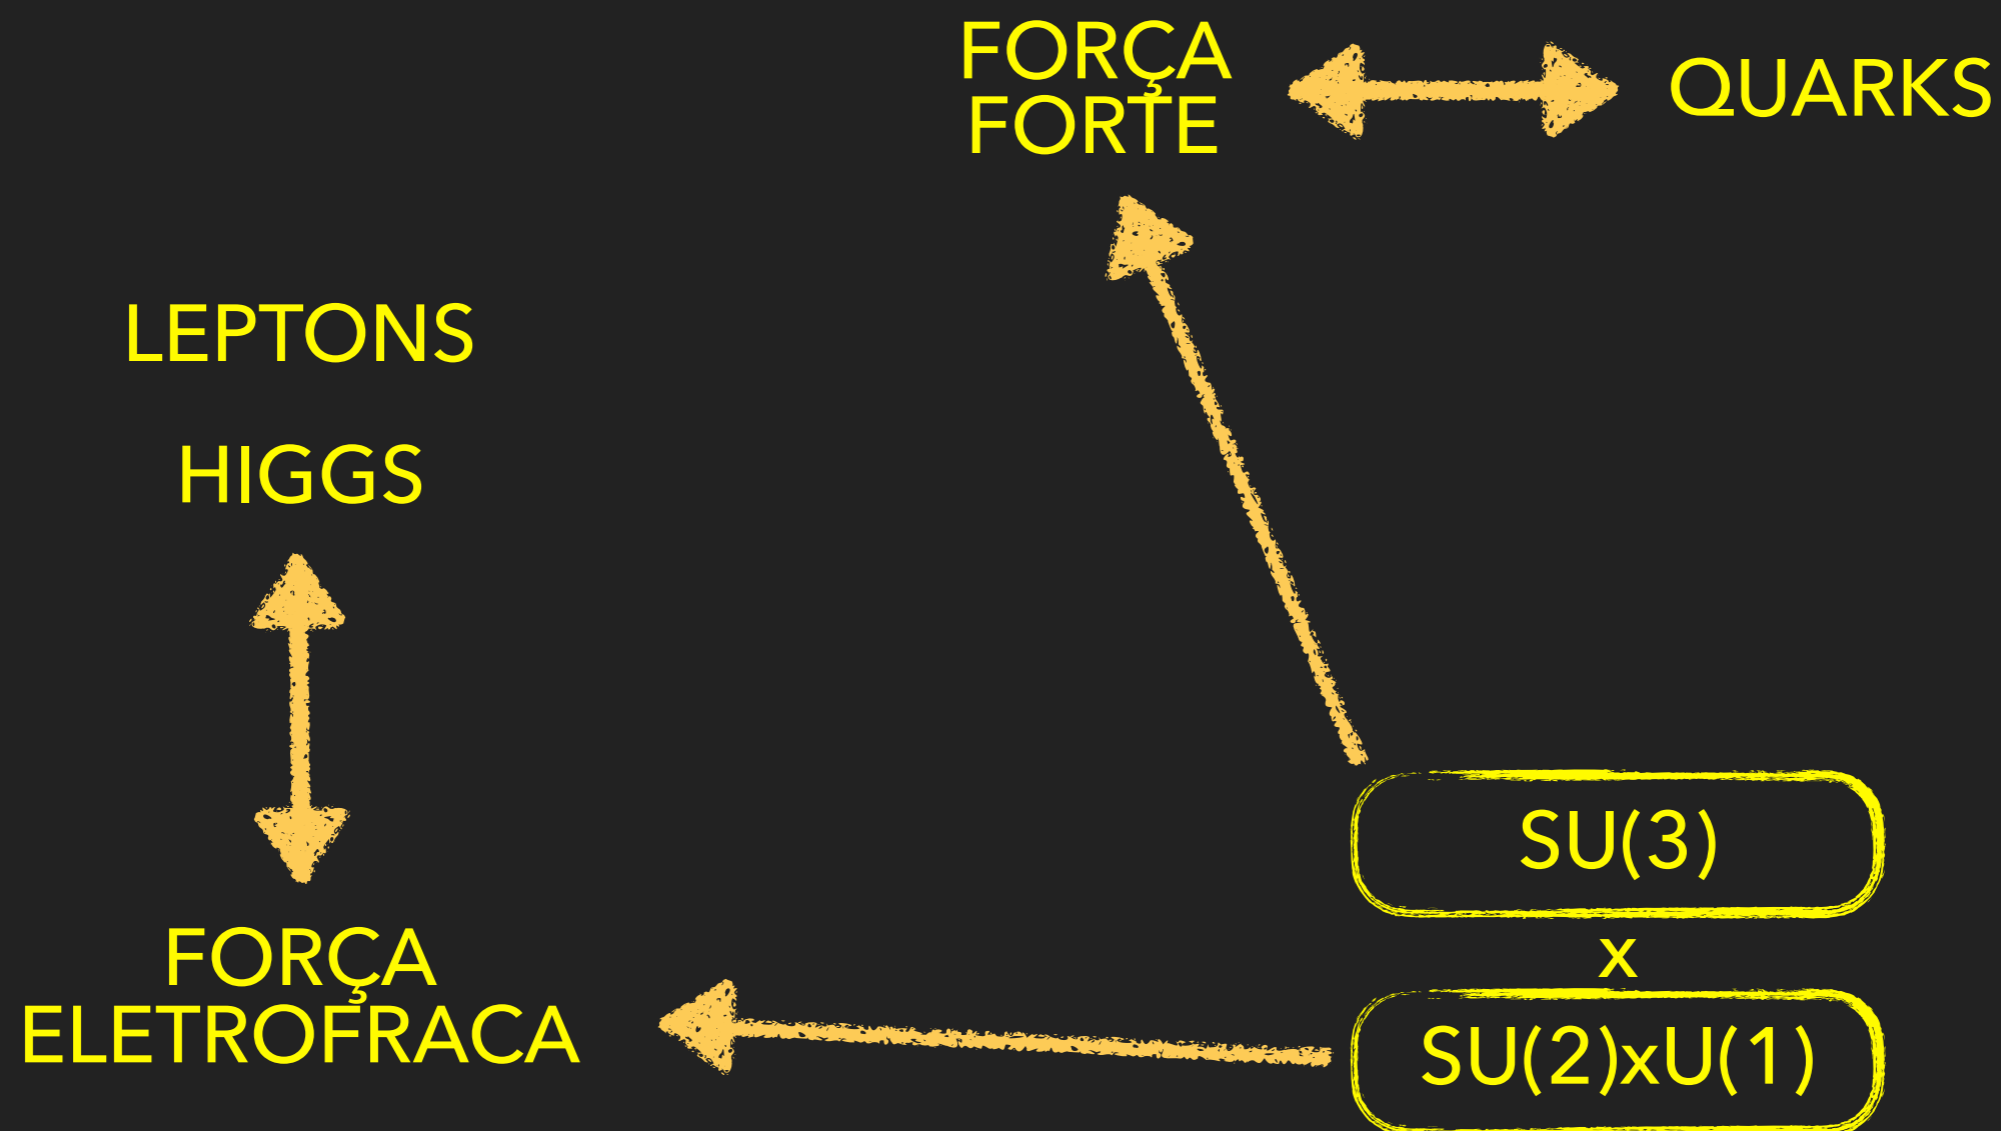 FORÇA
FORTE
QUARKS
LEPTONS
HIGGS
FORÇA
ELETROFRACA
SU(3)
x
SU(2)xU(1)